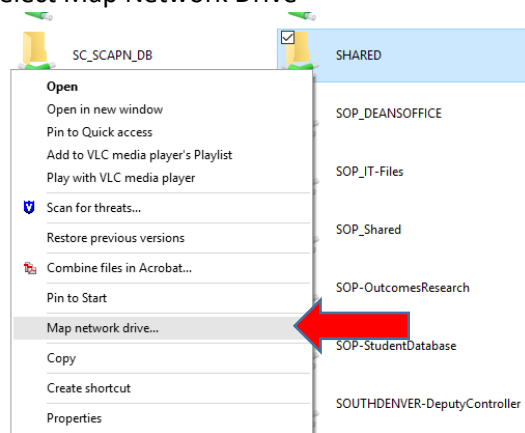 elect Map Network Drive
SC_SCAPN_DB
SHARED
Open
Open in new window
Pin to Quick access
Add to VLC media player's Playlist
Play with VLC media player
Scan for threats...
Restore previous versions
Combine files in Acrobat...
Pin to Start
Map network drive...
Copy
Create shortcut
Properties
SOP_DEANSOFFICE
SOP_IT-Files
SOP_Shared
SOP-OutcomesResearch
SOP-StudentDatabase
SOUTHDENVER-DeputyController